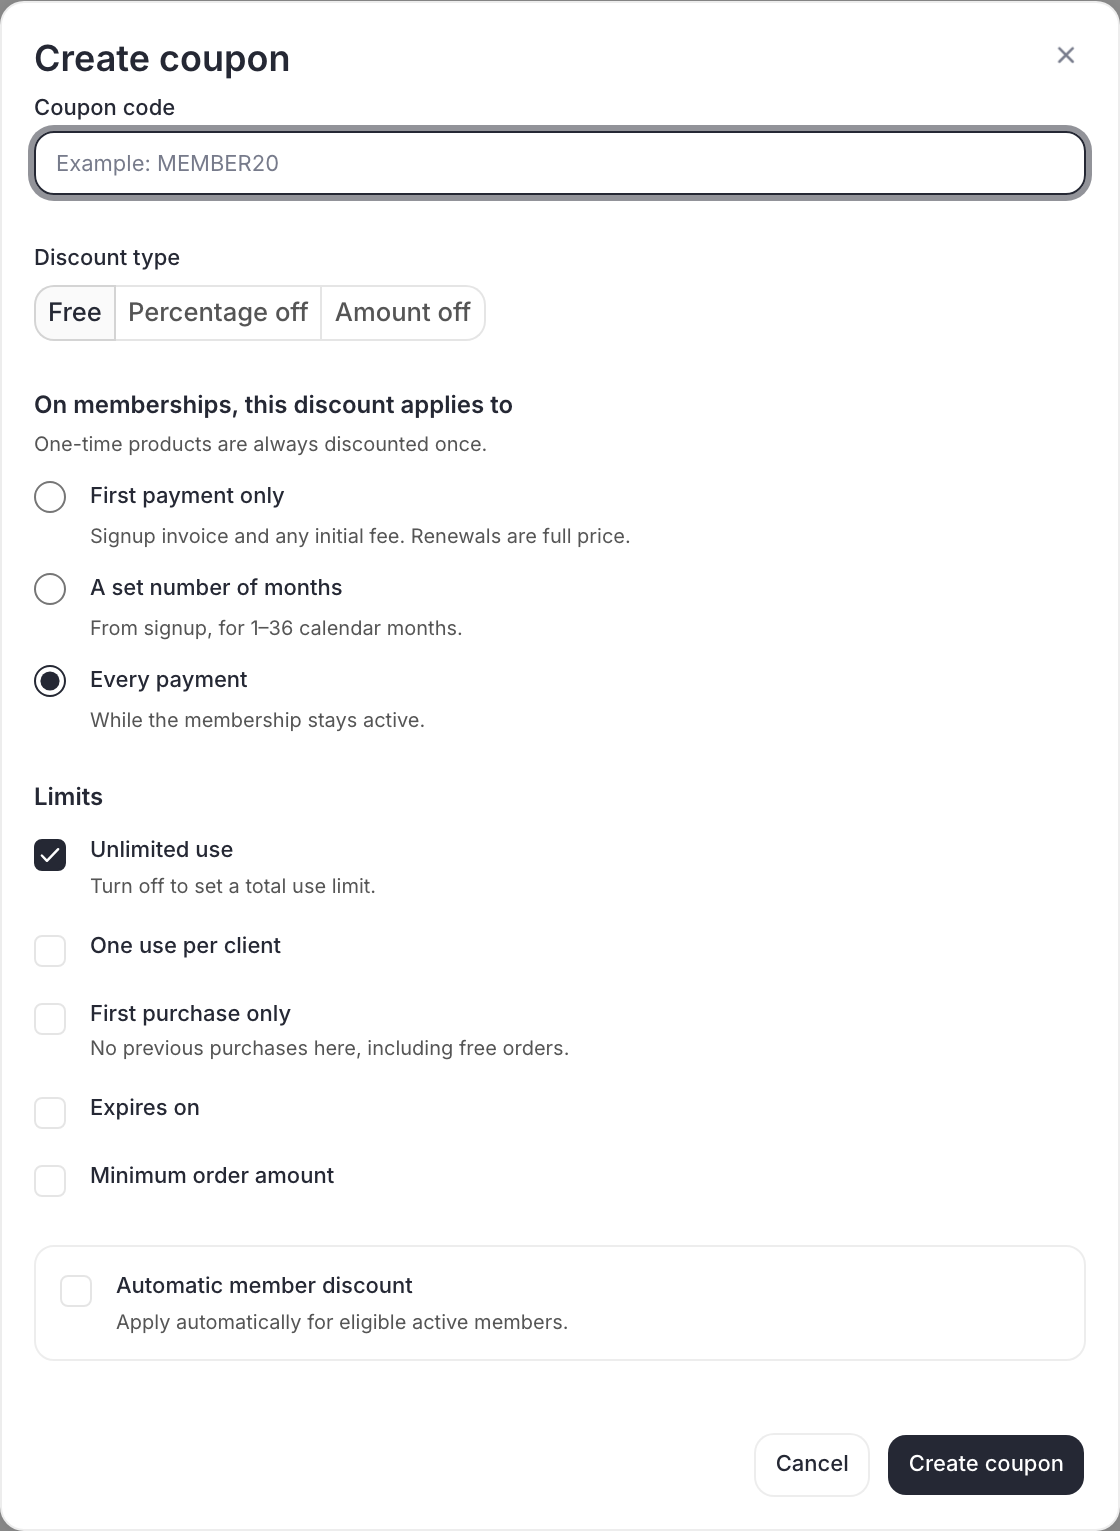 Create coupon
Coupon code
Example: MEMBER20
Discount type
Free Percentage off Amount off
On memberships, this discount applies to
One-time products are always discounted once.
First payment only
Signup invoice and any initial fee. Renewals are full price.
A set number of months
From signup, for 1–36 calendar months.
Every payment
While the membership stays active.
Limits
Unlimited use
Turn off to set a total use limit.
One use per client
First purchase only
No previous purchases here, including free orders.
Expires on
Minimum order amount
Automatic member discount
Apply automatically for eligible active members.
Cancel Create coupon